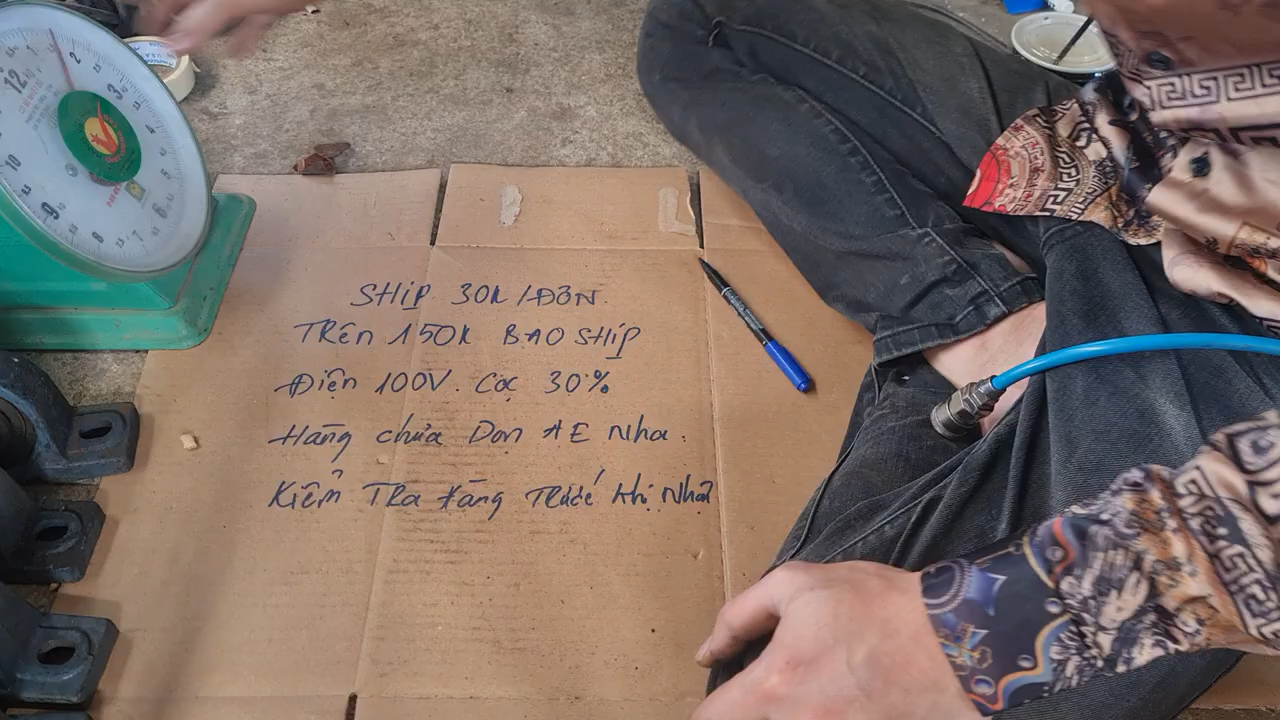 SHIP 30K/ĐƠN.
TRÊN 150K BAO SHIP
Điện 100V. Cọc 30%
Hàng chưa Dọn AE Nha.
Kiểm Tra Hàng Trước Khi Nhận